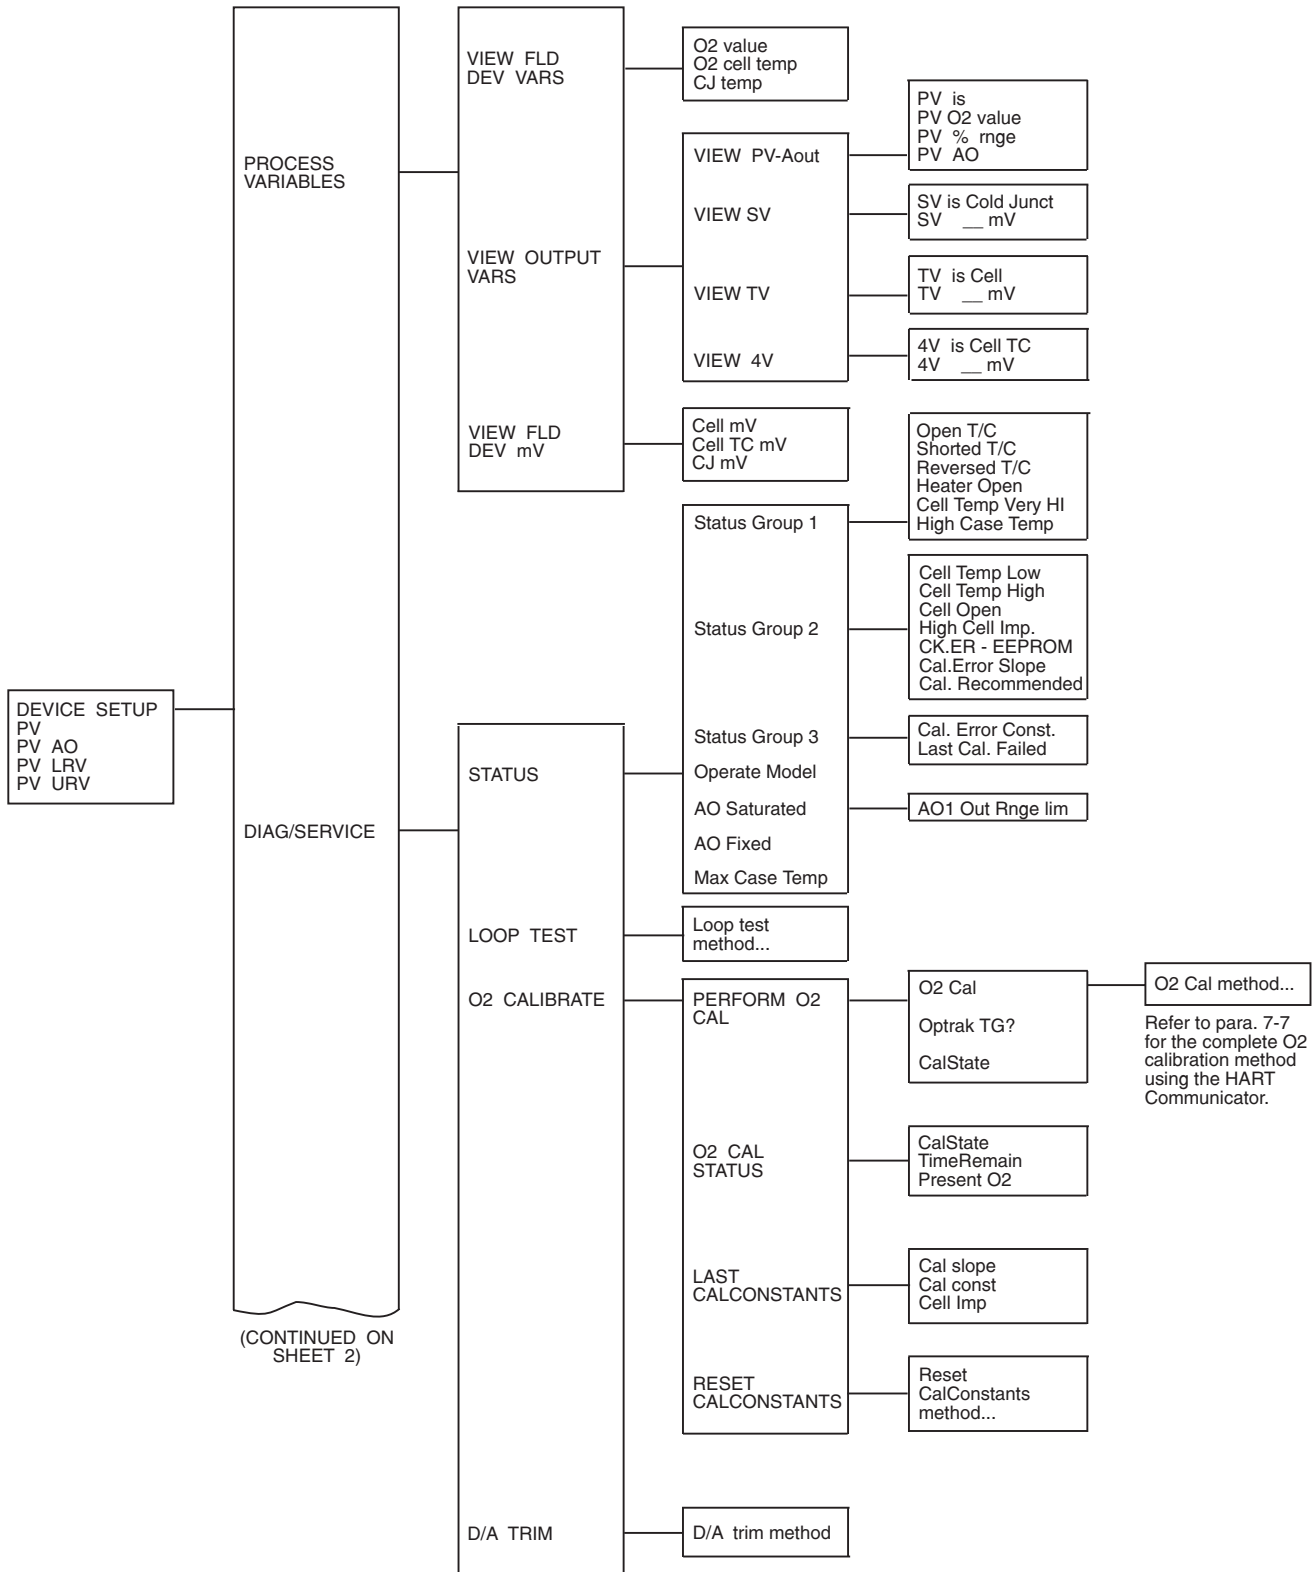 DEVICE SETUP
PV
PV AO
PV LRV
PV URV
PROCESS
VARIABLES
DIAG/SERVICE
(CONTINUED ON
SHEET 2)
VIEW FLD
DEV VARS
VIEW OUTPUT
VARS
VIEW FLD
DEV mV
O2 value
O2 cell temp
CJ temp
VIEW PV-Aout
VIEW SV
VIEW TV
VIEW 4V
PV is
PV O2 value
PV % rnge
PV AO
SV is Cold Junct
SV __ mV
TV is Cell
TV __ mV
4V is Cell TC
4V __ mV
Cell mV
Cell TC mV
CJ mV
STATUS
LOOP TEST
O2 CALIBRATE
D/A TRIM
Status Group 1
Status Group 2
Status Group 3
Operate Model
AO Saturated
AO Fixed
Max Case Temp
Open T/C
Shorted T/C
Reversed T/C
Heater Open
Cell Temp Very HI
High Case Temp
Cell Temp Low
Cell Temp High
Cell Open
High Cell Imp.
CK.ER - EEPROM
Cal.Error Slope
Cal. Recommended
Cal. Error Const.
Last Cal. Failed
AO1 Out Rnge lim
Loop test
method...
PERFORM O2
CAL
O2 CAL
STATUS
LAST
CALCONSTANTS
RESET
CALCONSTANTS
O2 Cal
Optrak TG?
CalState
O2 Cal method...
Refer to para. 7-7
for the complete O2
calibration method
using the HART
Communicator.
CalState
TimeRemain
Present O2
Cal slope
Cal const
Cell Imp
Reset
CalConstants
method...
D/A trim method